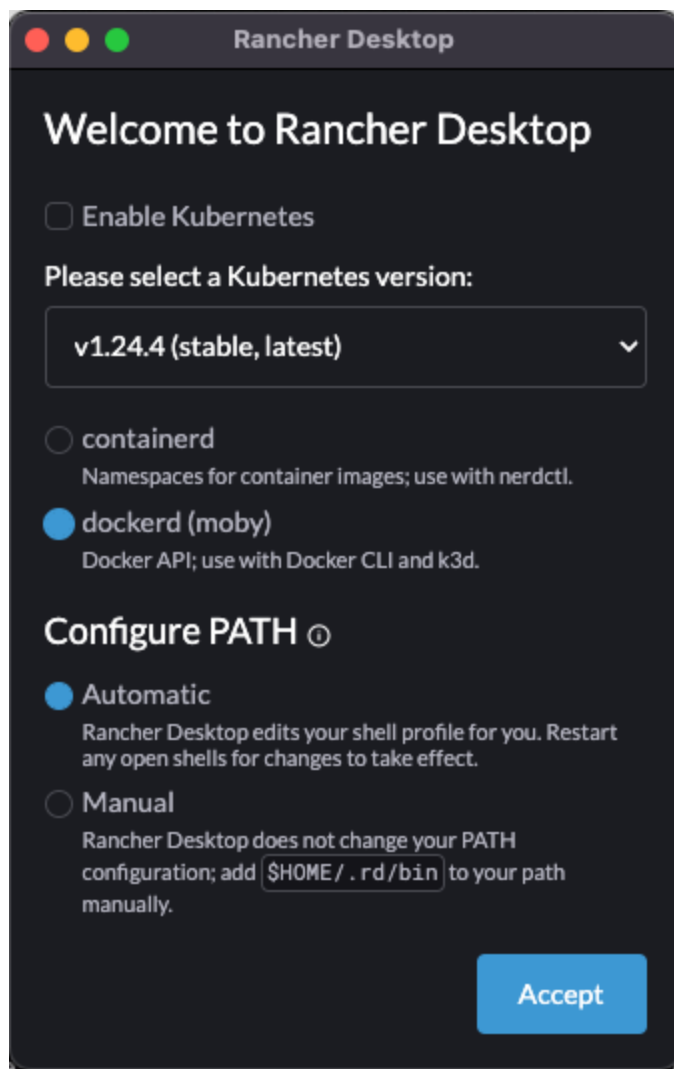 Rancher Desktop
Welcome to Rancher Desktop
Enable Kubernetes
Please select a Kubernetes version:
v1.24.4 (stable, latest)
containerd
Namespaces for container images; use with nerdctl.
dockerd (moby)
Docker API; use with Docker CLI and k3d.
Configure PATH
Automatic
Rancher Desktop edits your shell profile for you. Restart
any open shells for changes to take effect.
Manual
Rancher Desktop does not change your PATH
configuration; add $HOME/.rd/bin to your path
manually.
Accept